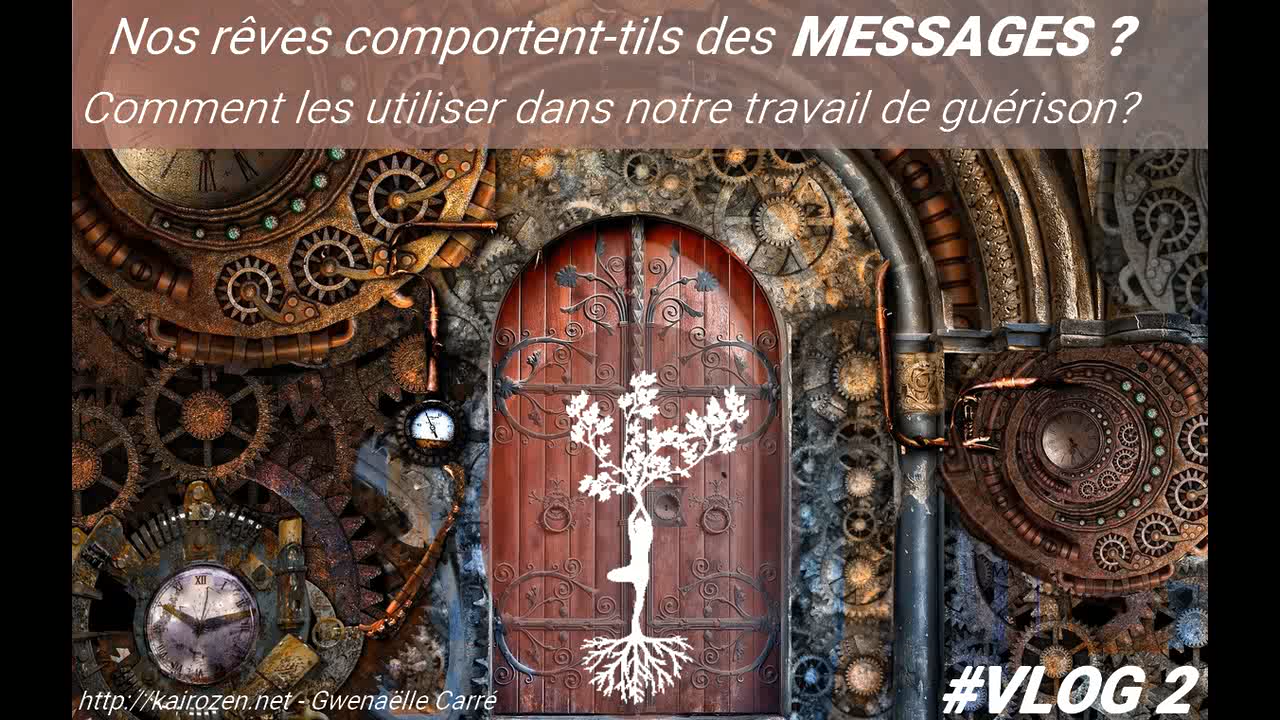 Nos rêves comportent-tils des MESSAGES ?
Comment les utiliser dans notre travail de guérison?
XII
http://kairozen.net - Gwenaëlle Carré
#VLOG 2